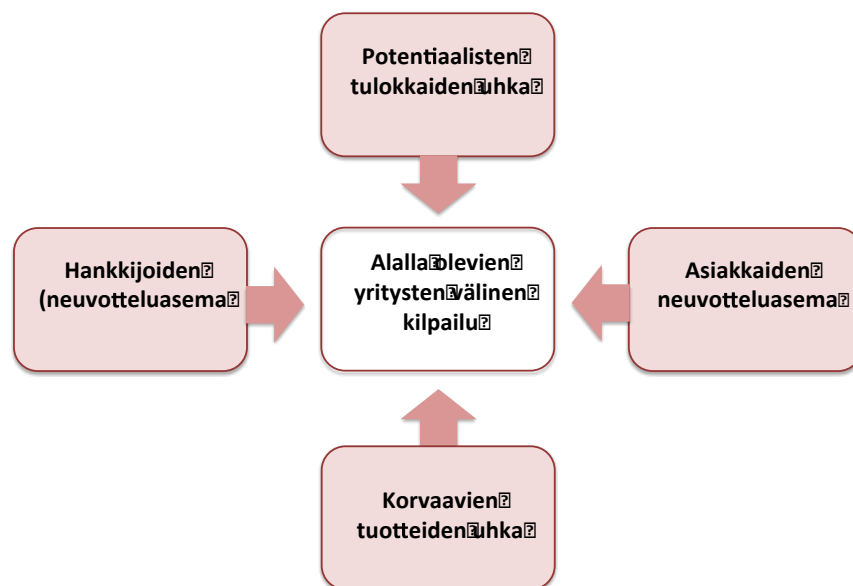 Potentiaalisten
tulokkaiden uhka
Hankkijoiden
(neuvotteluasema
Alalla olevien
yritysten välinen
kilpailu
Asiakkaiden
neuvotteluasema
Korvaavien
tuotteiden uhka